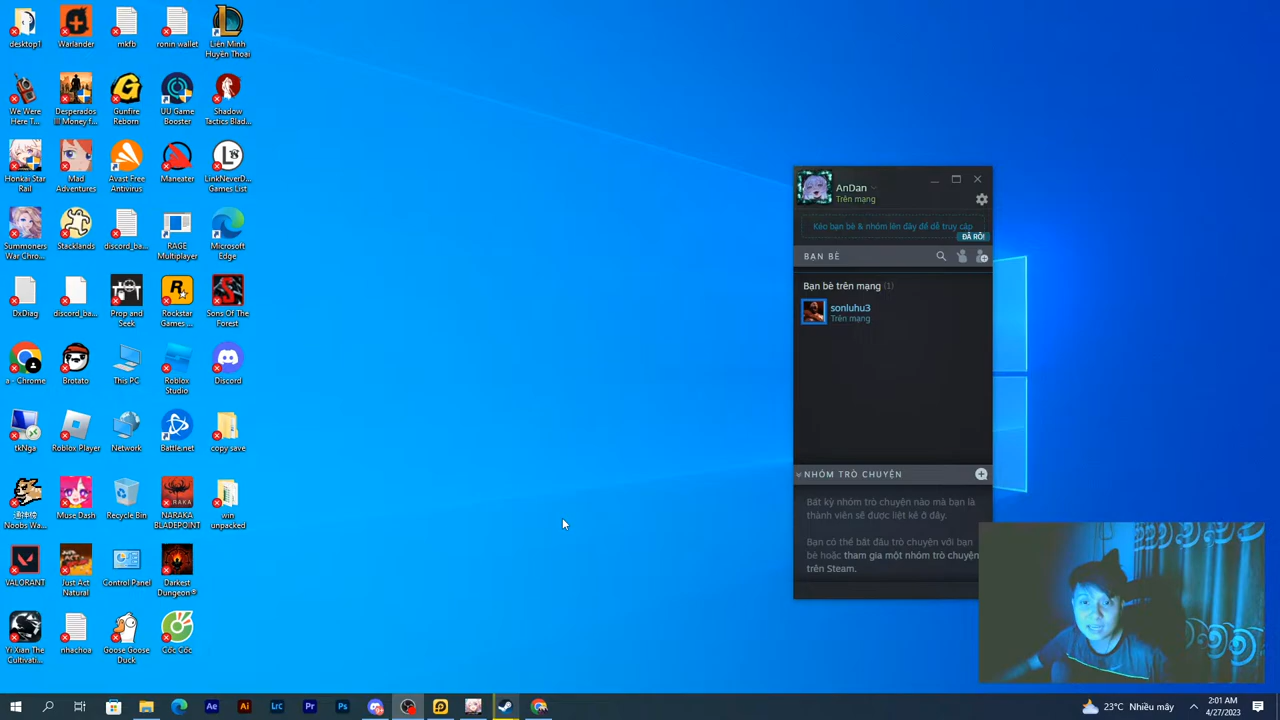 desktop1
Warlander
mkfb
ronin wallet
Liên Minh
Huyền Thoại
We Were
Here T...
Desperados
III Money f...
Gunfire
Reborn
UU Game
Booster
Shadow
Tactics Blad...
Honkai Star
Rail
Mad
Adventures
Avast Free
Antivirus
Maneater
LinkNeverD...
Games List
Summoners
War Chro...
Stacklands
discord_ba...
RAGE
Multiplayer
Microsoft
Edge
DxDiag
discord_ba...
Prop and
Seek
Rockstar
Games ...
Sons Of The
Forest
a - Chrome
Brotato
This PC
Roblox
Studio
Discord
tkNga
Roblox Player
Network
Battle.net
copy save
Noobs Wa...
Muse Dash
Recycle Bin
NARAKA
BLADEPOINT
win
unpacked
VALORANT
Just Act
Natural
Control Panel
Darkest
Dungeon®
Yi Xian The
Cultivati...
nhachoa
Goose Goose
Duck
Cốc Cốc
AnDan
Trên mạng
Kéo bạn bè & nhóm lên đây để dễ truy cập
ĐÃ RÕ!
BẠN BÈ
Bạn bè trên mạng (1)
sonluhu3
Trên mạng
NHÓM TRÒ CHUYỆN
Bất kỳ nhóm trò chuyện nào mà bạn là
thành viên sẽ được liệt kê ở đây.
Bạn có thể bắt đầu trò chuyện với bạn
bè hoặc tham gia một nhóm trò chuyện
trên Steam.
Ae
Ai
LrC
Pr
Ps
23°C Nhiều mây
2:01 AM
4/27/2023